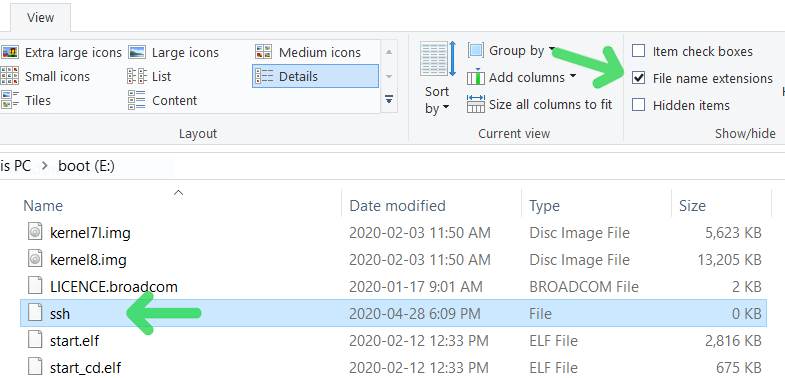 View
Extra large icons
Large icons
Medium icons
Small icons
List
Details
Tiles
Content
Layout
Sort by
Group by
Add columns
Size all columns to fit
Current view
Item check boxes
File name extensions
Hidden items
Show/hide
is PC > boot (E:)
Name Date modified Type Size
kernel7l.img 2020-02-03 11:50 AM Disc Image File 5,623 KB
kernel8.img 2020-02-03 11:50 AM Disc Image File 13,205 KB
LICENCE.broadcom 2020-01-17 9:01 AM BROADCOM File 2 KB
ssh 2020-04-28 6:09 PM File 0 KB
start.elf 2020-02-12 12:33 PM ELF File 2,816 KB
start_cd.elf 2020-02-12 12:33 PM ELF File 675 KB